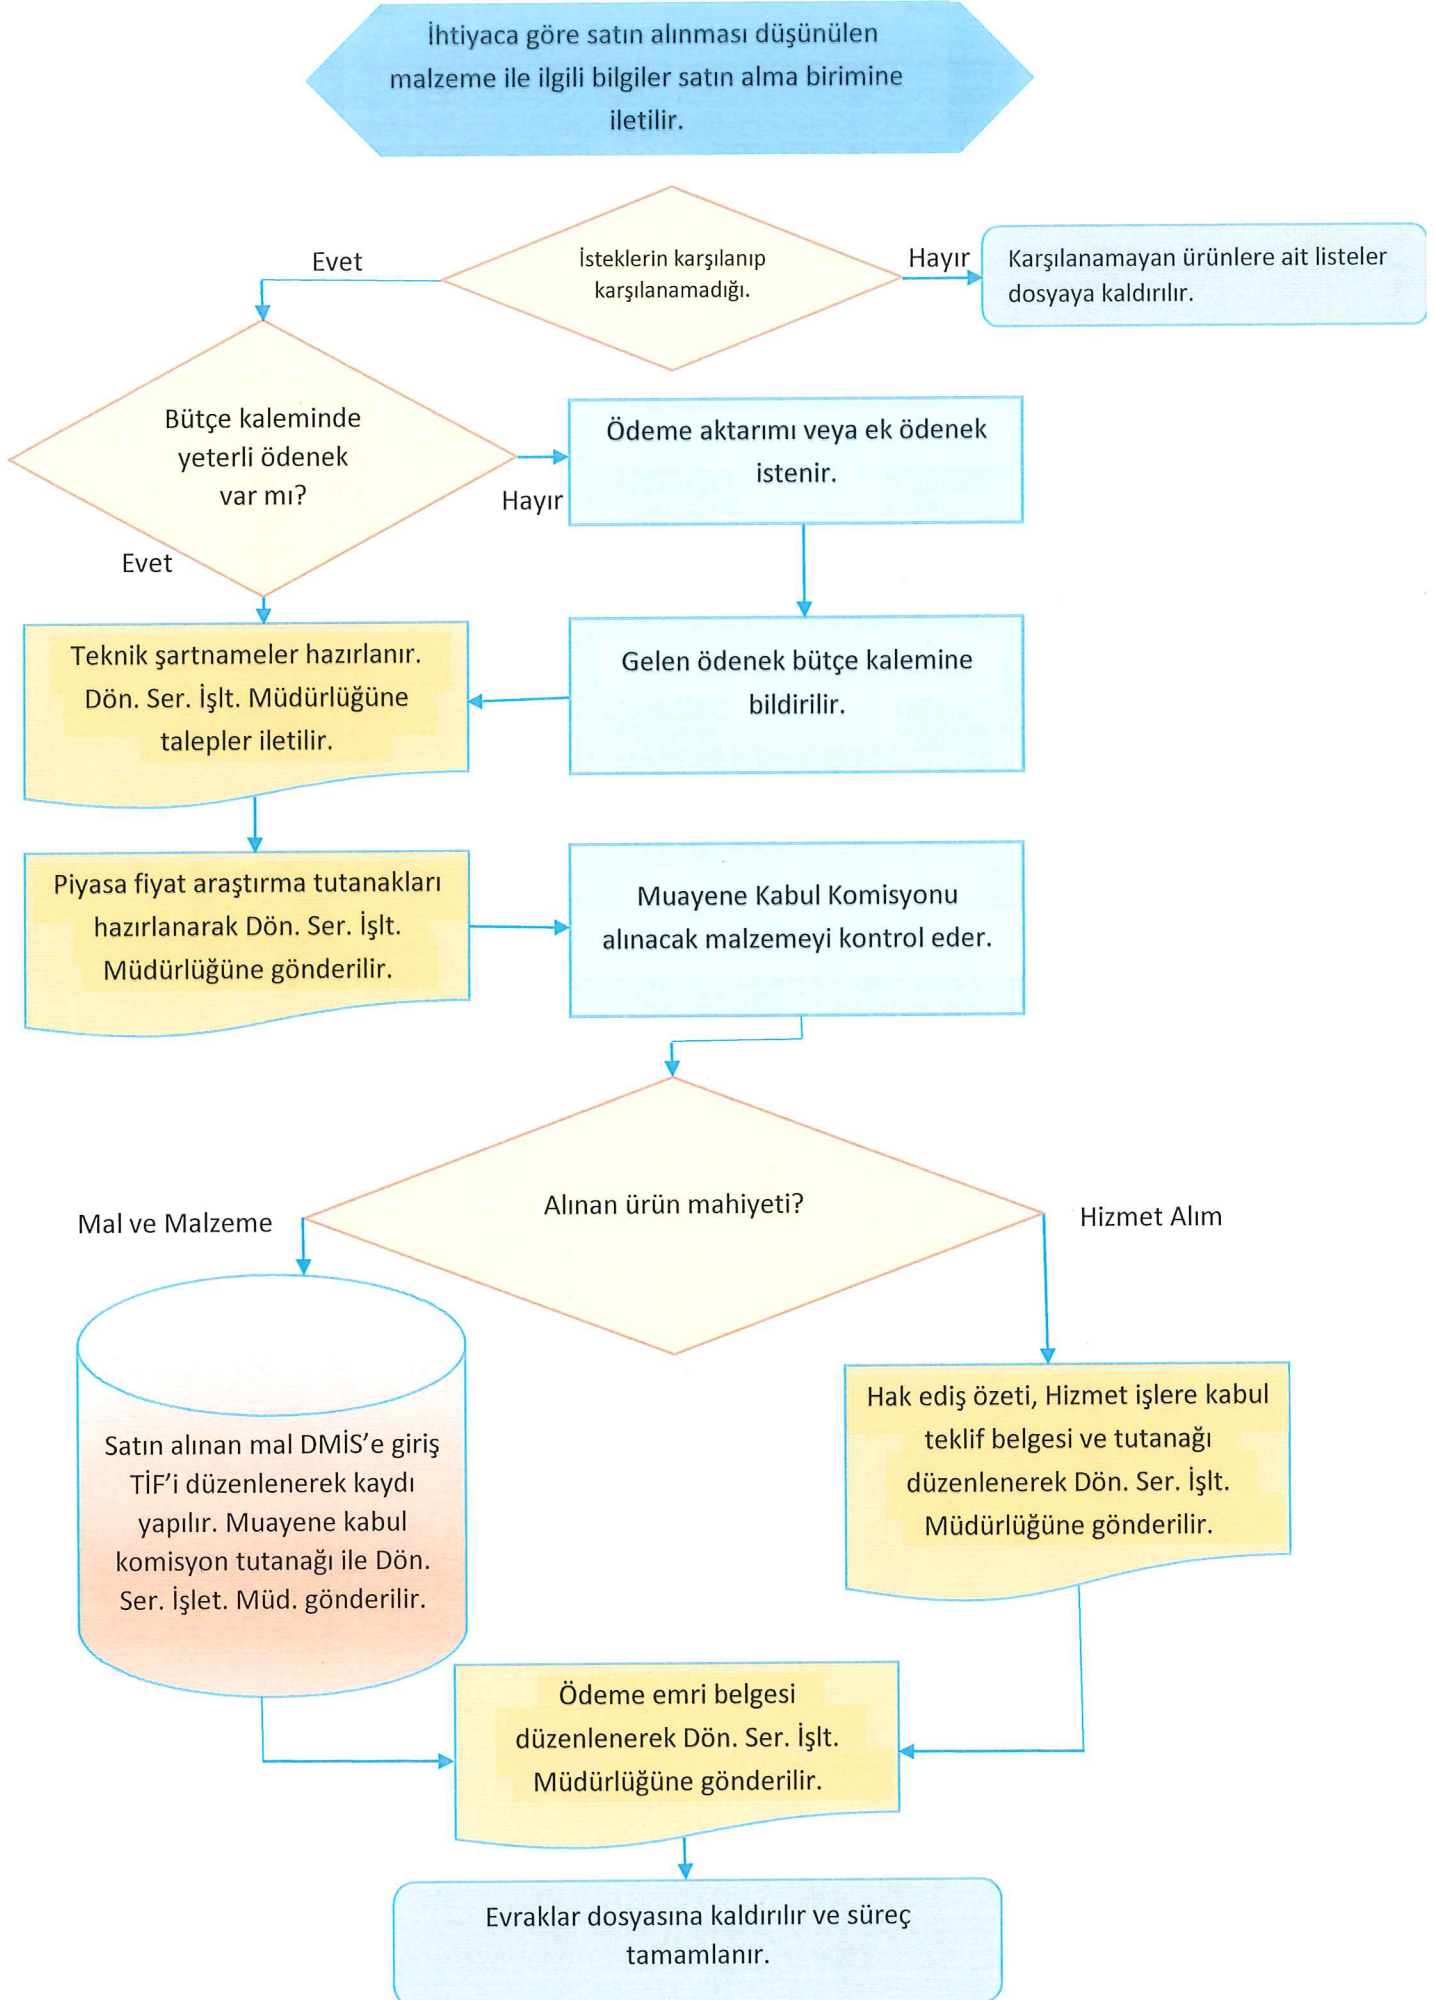 İhtiyaca göre satın alınması düşünülen
malzeme ile ilgili bilgiler satın alma birimine
iletilir.
Evet
İsteklerin karşılanıp
karşılanamadığı.
Hayır
Karşılanamayan ürünlere ait listeler
dosyaya kaldırılır.
Bütçe kaleminde
yeterli ödenek
var mı?
Hayır
Evet
Ödeme aktarımı veya ek ödenek
istenir.
Teknik şartnameler hazırlanır.
Dön. Ser. İşlt. Müdürlüğüne
talepler iletilir.
Gelen ödenek bütçe kalemine
bildirilir.
Piyasa fiyat araştırma tutanakları
hazırlanarak Dön. Ser. İşlt.
Müdürlüğüne gönderilir.
Muayene Kabul Komisyonu
alınacak malzemeyi kontrol eder.
Alınan ürün mahiyeti?
Mal ve Malzeme
Hizmet Alım
Satın alınan mal DMİS’e giriş
TİF’i düzenlenerek kaydı
yapılır. Muayene kabul
komisyon tutanağı ile Dön.
Ser. İşlet. Müd. gönderilir.
Hak ediş özeti, Hizmet işlere kabul
teklif belgesi ve tutanağı
düzenlenerek Dön. Ser. İşlt.
Müdürlüğüne gönderilir.
Ödeme emri belgesi
düzenlenerek Dön. Ser. İşlt.
Müdürlüğüne gönderilir.
Evraklar dosyasına kaldırılır ve süreç
tamamlanır.